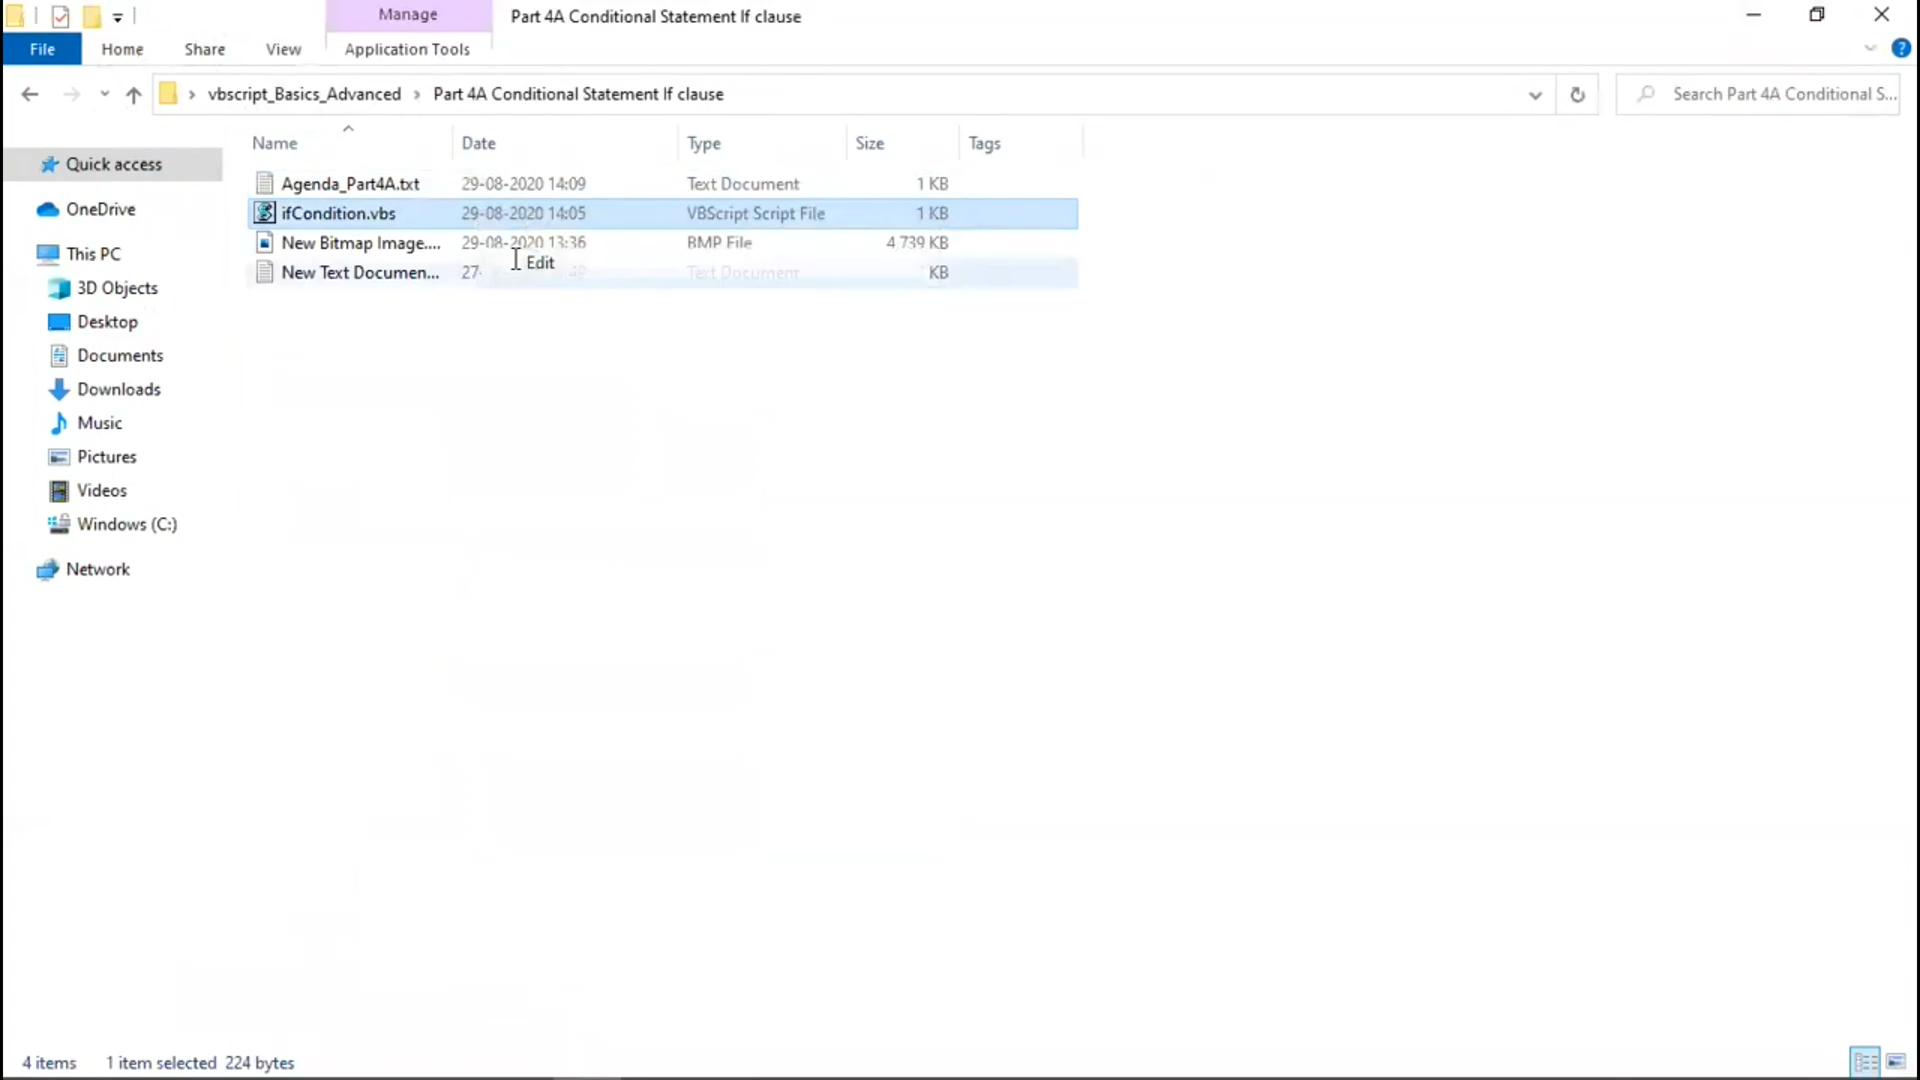 Manage
Part 4A Conditional Statement If clause
File
Home
Share
View
Application Tools
vbscript_Basics_Advanced > Part 4A Conditional Statement If clause
Search Part 4A Conditional S...
Name
Date
Type
Size
Tags
Quick access
OneDrive
This PC
3D Objects
Desktop
Documents
Downloads
Music
Pictures
Videos
Windows (C:)
Network
Agenda_Part4A.txt 29-08-2020 14:09 Text Document 1 KB
ifCondition.vbs 29-08-2020 14:05 VBScript Script File 1 KB
New Bitmap Image.... 29-08-2020 13:36 BMP File 4,739 KB
Edit
New Text Documen... 27- Text Document KB
4 items
1 item selected 224 bytes